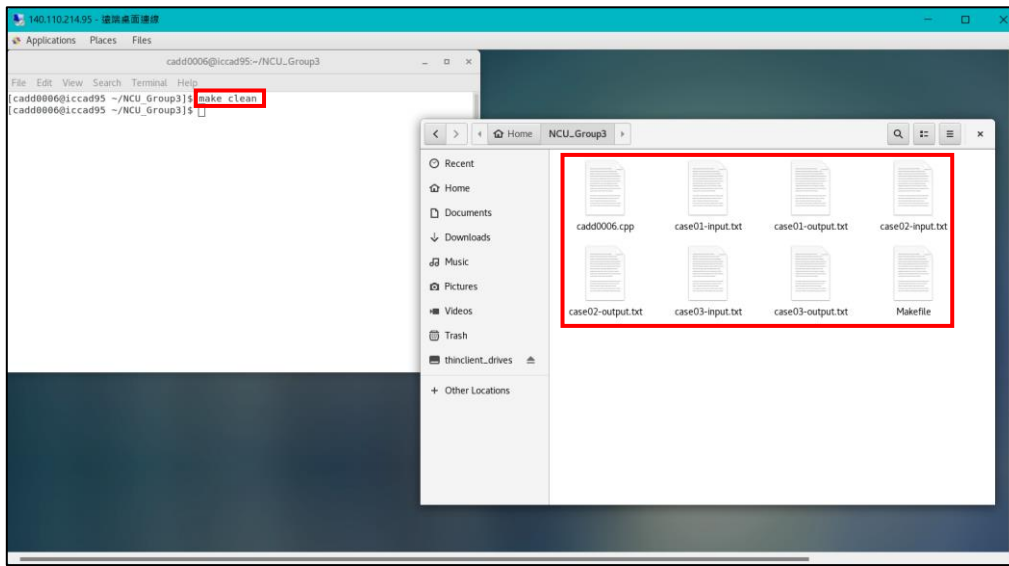 140.110.214.95 - 遠端桌面連線
Applications Places Files
cadd0006@iccad95:~/NCU_Group3
File Edit View Search Terminal Help
[cadd0006@iccad95 ~/NCU_Group3]$ make clean
[cadd0006@iccad95 ~/NCU_Group3]$
Home NCU_Group3
Recent
Home
Documents
Downloads
Music
Pictures
Videos
Trash
thinclient_drives
+ Other Locations
cadd0006.cpp case01-input.txt case01-output.txt case02-input.txt
case02-output.txt case03-input.txt case03-output.txt Makefile